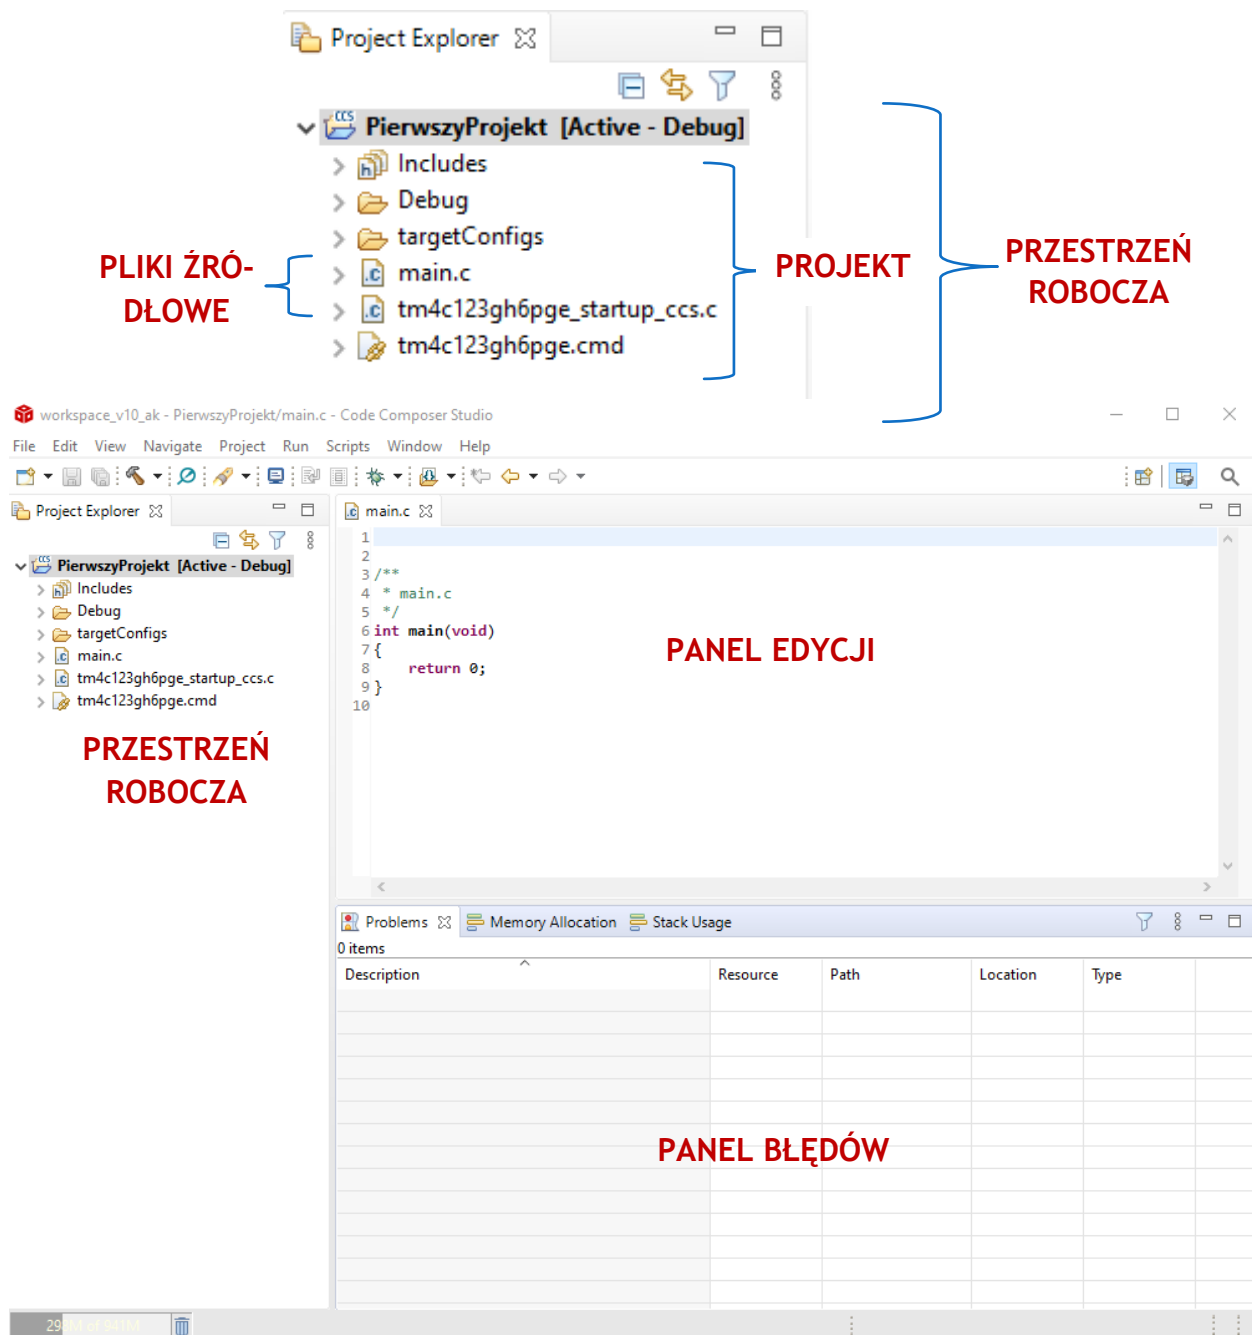 Project Explorer
PierwszyProjekt [Active - Debug]
Includes
Debug
targetConfigs
main.c
tm4c123gh6pge_startup_ccs.c
tm4c123gh6pge.cmd
PLIKI ŹRÓ-
DŁOWE
PROJEKT
PRZESTRZEŃ
ROBOCZA
workspace_v10_ak - PierwszyProjekt/main.c - Code Composer Studio
File Edit View Navigate Project Run Scripts Window Help
Project Explorer
PierwszyProjekt [Active - Debug]
Includes
Debug
targetConfigs
main.c
tm4c123gh6pge_startup_ccs.c
tm4c123gh6pge.cmd
PRZESTRZEŃ
ROBOCZA
main.c
1
2
3 /**
4 * main.c
5 */
6 int main(void)
7 {
8 return 0;
9 }
10
PANEL EDYCJI
Problems Memory Allocation Stack Usage
0 items
Description Resource Path Location Type
PANEL BŁĘDÓW
of 941M